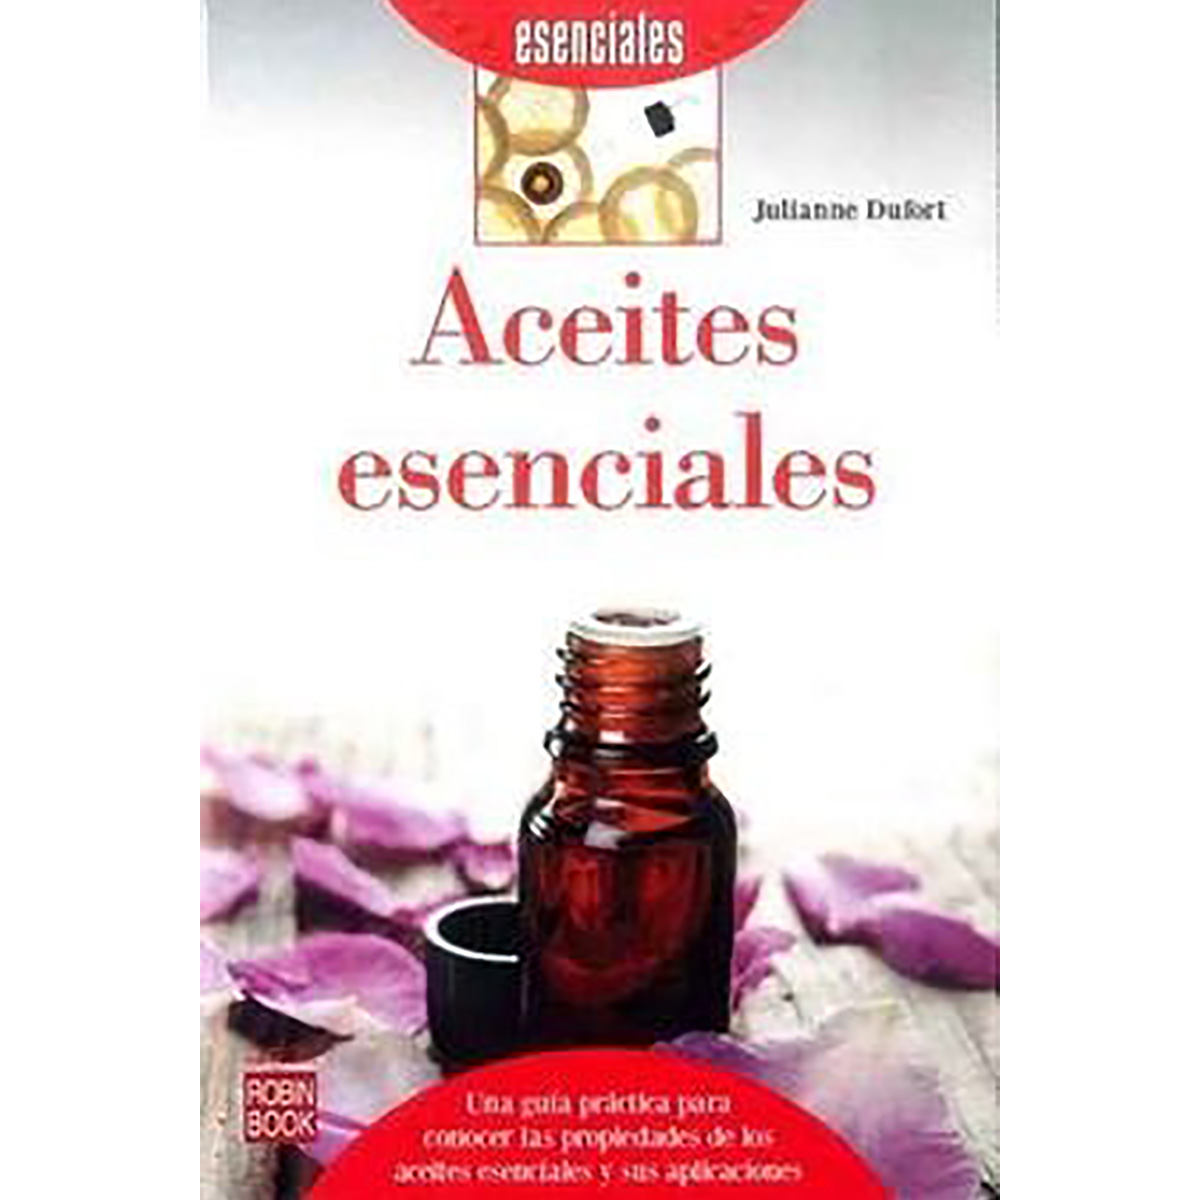 esenciales
Julianne Dufort
Aceites
esenciales
Una guía práctica para
conocer las propiedades de los
aceites esenciales y sus aplicaciones
ROBIN
BOOK